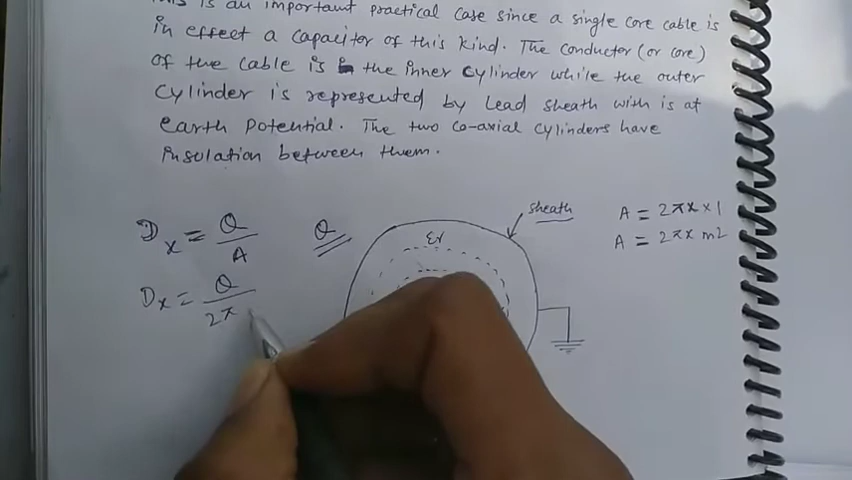 This is an important practical case since a single core cable is
in effect a capacitor of this kind. The conductor (or core)
of the cable is the inner cylinder while the outer
cylinder is represented by lead sheath with is at
earth potential. The two co-axial cylinders have
insulation between them.
Dx = Q/A
Q
sheath
εr
A = 2πx × 1
A = 2πx m2
Dx = Q/2π